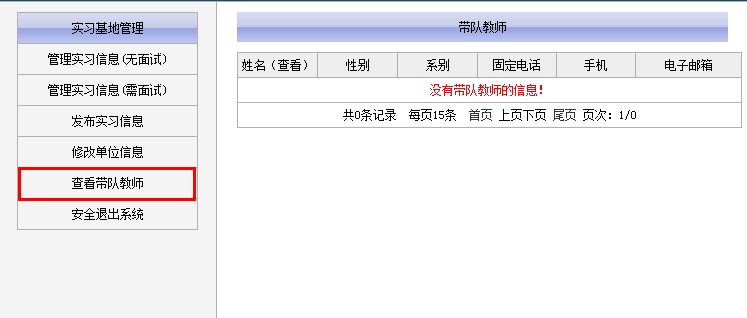 实习基地管理
管理实习信息(无面试)
管理实习信息(需面试)
发布实习信息
修改单位信息
查看带队教师
安全退出系统
带队教师
姓名（查看） 性别 系别 固定电话 手机 电子邮箱
没有带队教师的信息!
共0条记录 每页15条 首页 上页下页 尾页 页次：1/0